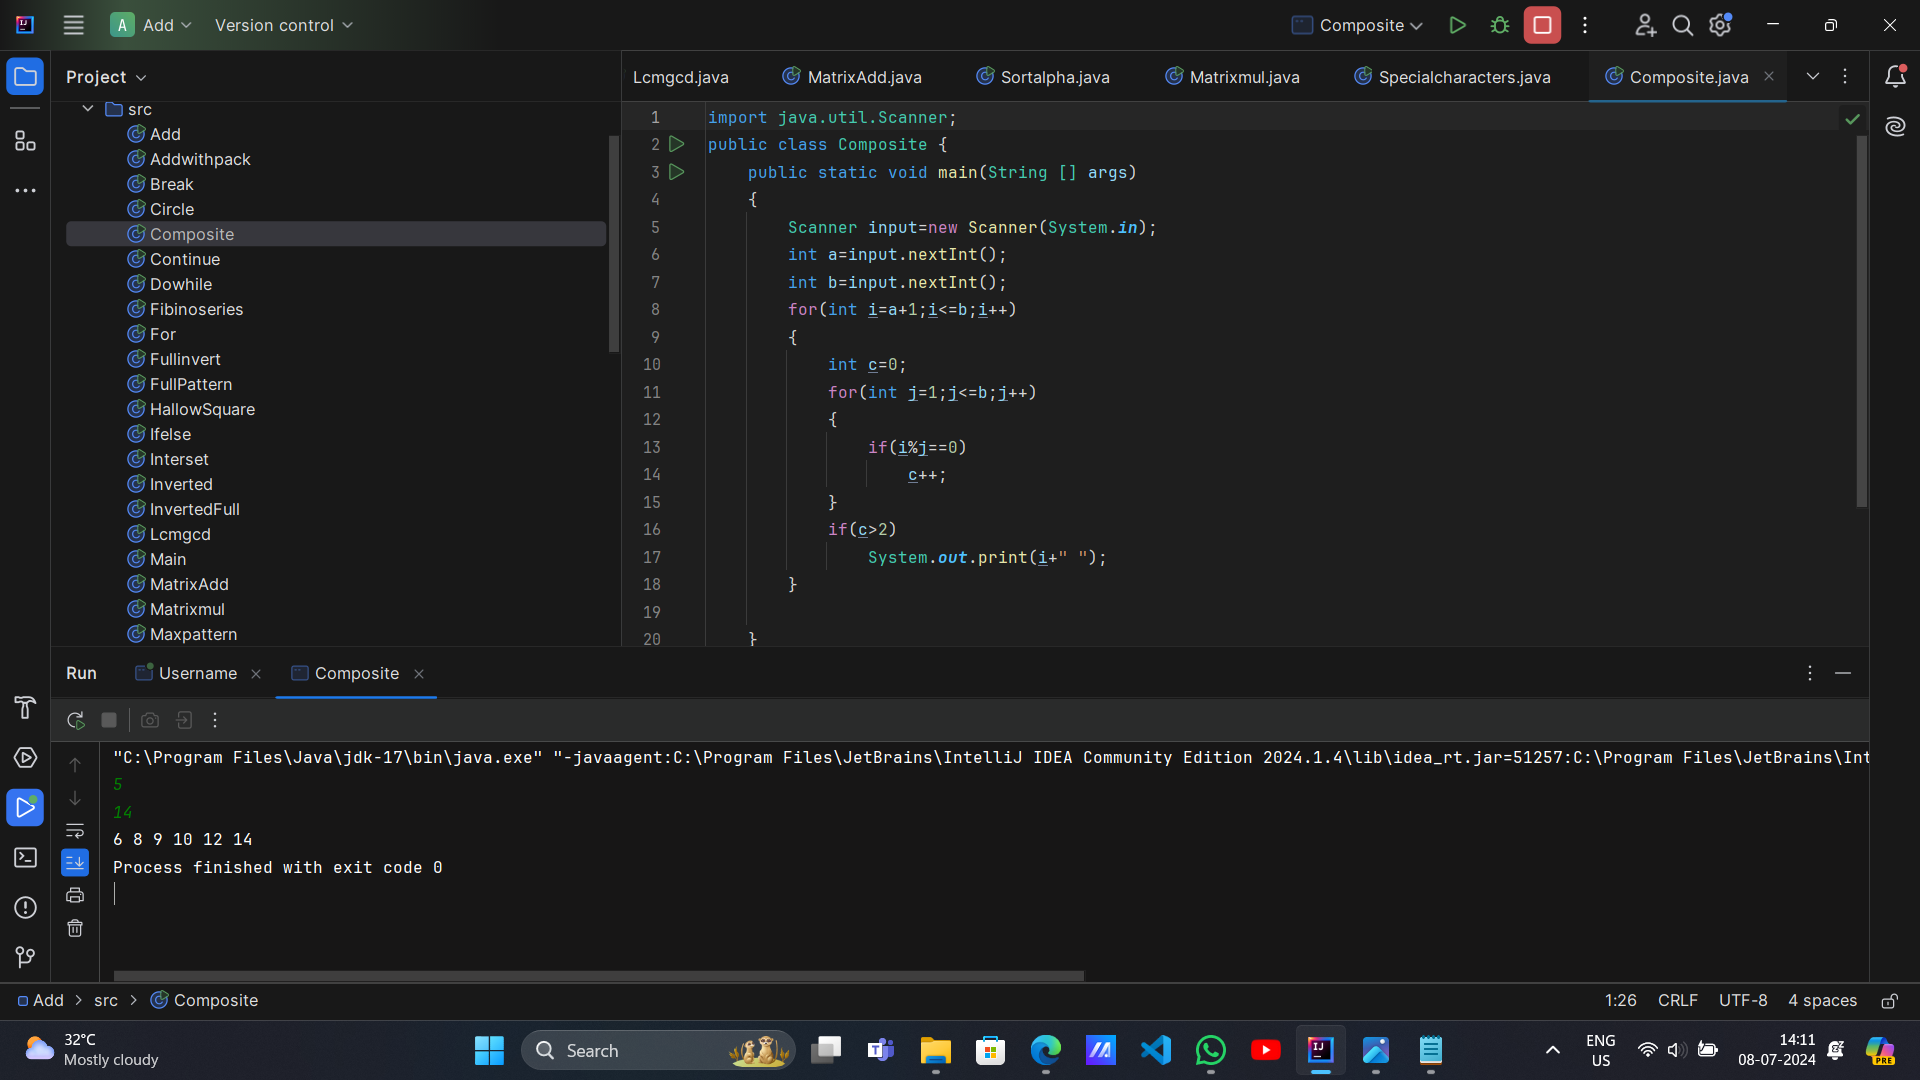 A Add Version control Composite
Project
Lcmgcd.java MatrixAdd.java Sortalpha.java Matrixmul.java Specialcharacters.java Composite.java
src
Add
Addwithpack
Break
Circle
Composite
Continue
Dowhile
Fibinoseries
For
Fullinvert
FullPattern
HallowSquare
Ifelse
Interset
Inverted
InvertedFull
Lcmgcd
Main
MatrixAdd
Matrixmul
Maxpattern
1 import java.util.Scanner;
2 public class Composite {
3 public static void main(String [] args)
4 {
5 Scanner input=new Scanner(System.in);
6 int a=input.nextInt();
7 int b=input.nextInt();
8 for(int i=a+1;i<=b;i++)
9 {
10 int c=0;
11 for(int j=1;j<=b;j++)
12 {
13 if(i%j==0)
14 c++;
15 }
16 if(c>2)
17 System.out.print(i+" ");
18 }
19
20 }
Run Username Composite
"C:\Program Files\Java\jdk-17\bin\java.exe" "-javaagent:C:\Program Files\JetBrains\IntelliJ IDEA Community Edition 2024.1.4\lib\idea_rt.jar=51257:C:\Program Files\JetBrains\Int
5
14
6 8 9 10 12 14
Process finished with exit code 0
Add > src > Composite 1:26 CRLF UTF-8 4 spaces
32°C
Mostly cloudy
Search
ENG
US
14:11
08-07-2024
PRE